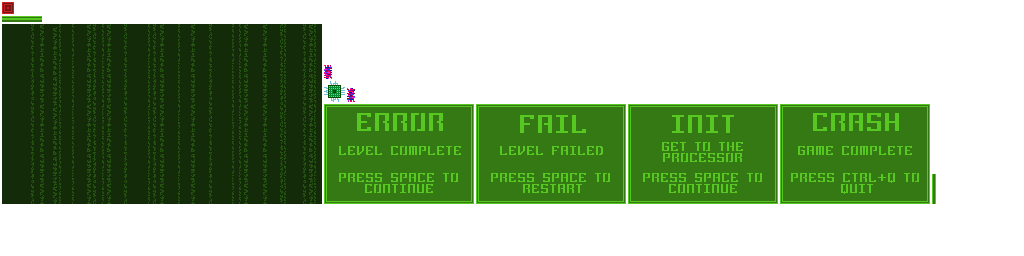 ERROR
LEVEL COMPLETE
PRESS SPACE TO
CONTINUE
FAIL
LEVEL FAILED
PRESS SPACE TO
RESTART
INIT
GET TO THE
PROCESSOR
PRESS SPACE TO
CONTINUE
CRASH
GAME COMPLETE
PRESS CTRL+Q TO
QUIT